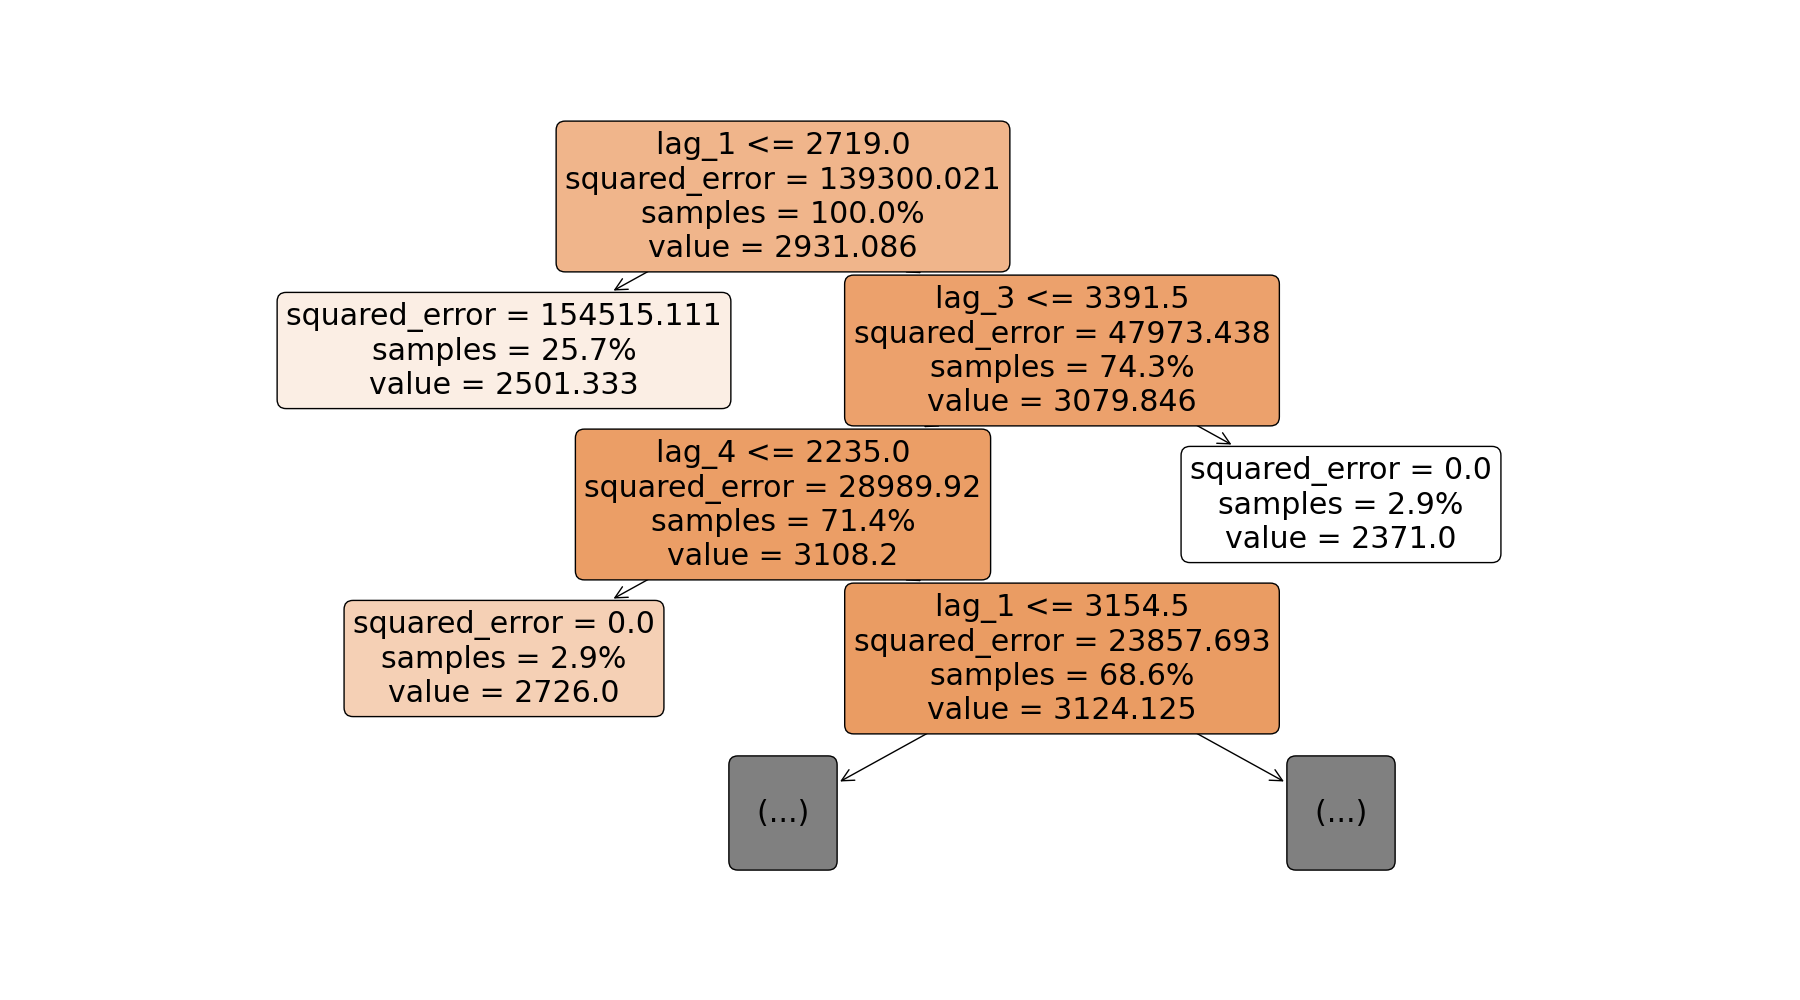 lag_1 <= 2719.0
squared_error = 139300.021
samples = 100.0%
value = 2931.086
squared_error = 154515.111
samples = 25.7%
value = 2501.333
lag_3 <= 3391.5
squared_error = 47973.438
samples = 74.3%
value = 3079.846
lag_4 <= 2235.0
squared_error = 28989.92
samples = 71.4%
value = 3108.2
squared_error = 0.0
samples = 2.9%
value = 2371.0
squared_error = 0.0
samples = 2.9%
value = 2726.0
lag_1 <= 3154.5
squared_error = 23857.693
samples = 68.6%
value = 3124.125
(...)
(...)